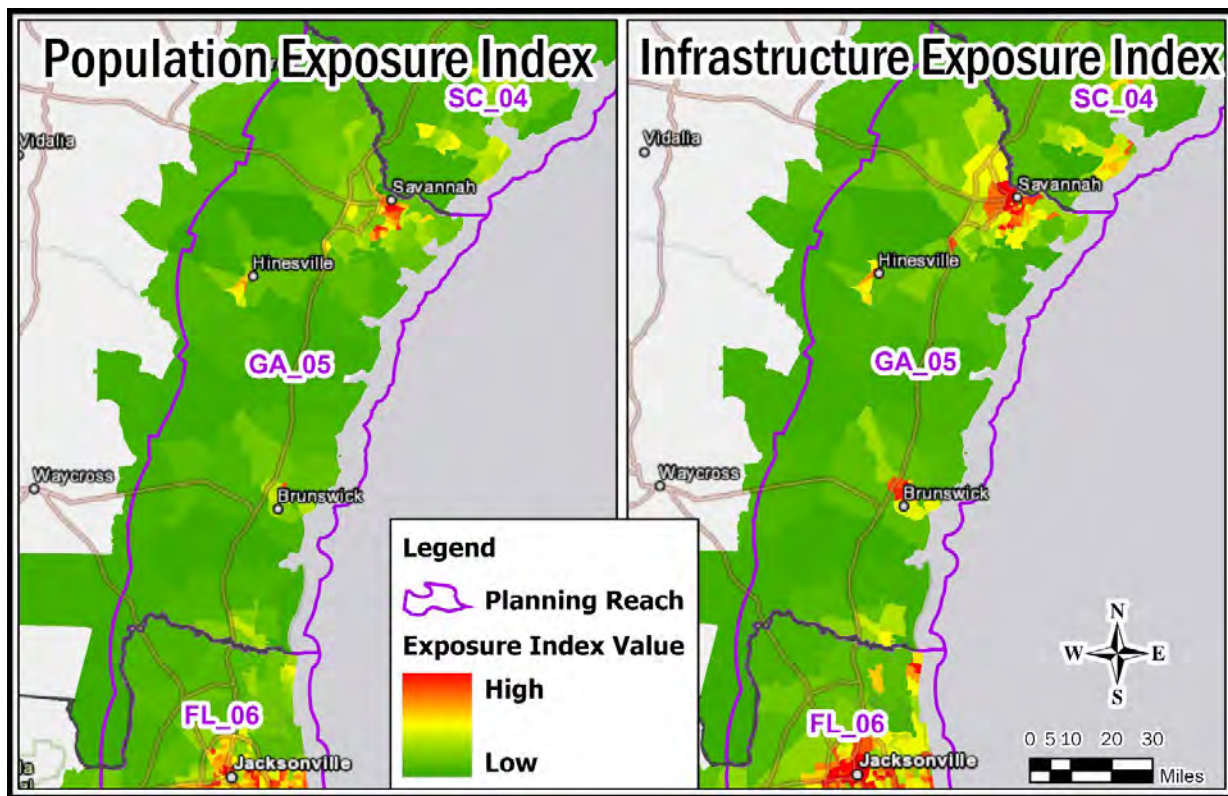 Population Exposure Index
SC_04
Vidalia
Savannah
Hinesville
GA_05
Waycross
Brunswick
FL_06
Jacksonville
Infrastructure Exposure Index
SC_04
Vidalia
Savannah
Hinesville
GA_05
Waycross
Brunswick
FL_06
Jacksonville
Legend
Planning Reach
Exposure Index Value
High
Low
N
W E
S
0 5 10 20 30
Miles